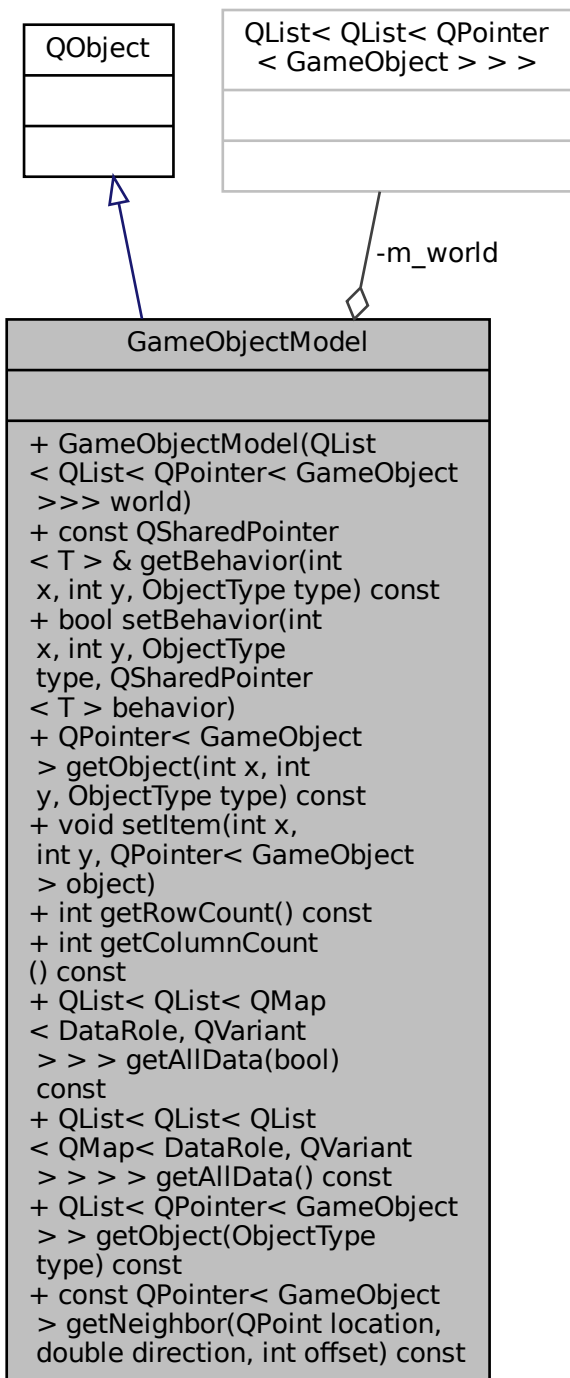 QObject
QList< QList< QPointer
< GameObject > > >
-m_world
GameObjectModel
+ GameObjectModel(QList
< QList< QPointer< GameObject
>>> world)
+ const QSharedPointer
< T > & getBehavior(int
x, int y, ObjectType type) const
+ bool setBehavior(int
x, int y, ObjectType
type, QSharedPointer
< T > behavior)
+ QPointer< GameObject
> getObject(int x, int
y, ObjectType type) const
+ void setItem(int x,
int y, QPointer< GameObject
> object)
+ int getRowCount() const
+ int getColumnCount
() const
+ QList< QList< QMap
< DataRole, QVariant
> > > getAllData(bool)
const
+ QList< QList< QList
< QMap< DataRole, QVariant
> > > > getAllData() const
+ QList< QPointer< GameObject
> > getObject(ObjectType
type) const
+ const QPointer< GameObject
> getNeighbor(QPoint location,
double direction, int offset) const